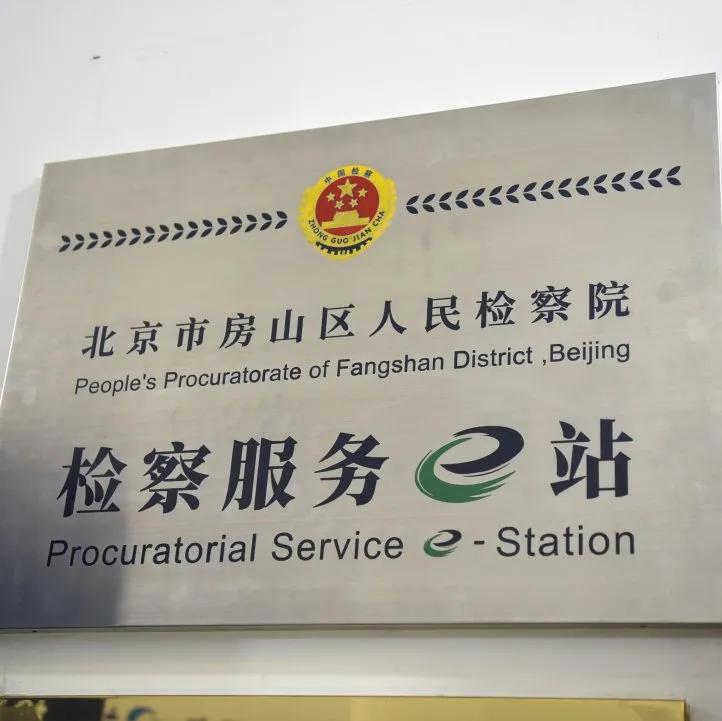 中国检察
ZHONG GUO JIAN CHA
北京市房山区人民检察院
People's Procuratorate of Fangshan District ,Beijing
检察服务e站
Procuratorial Service e - Station